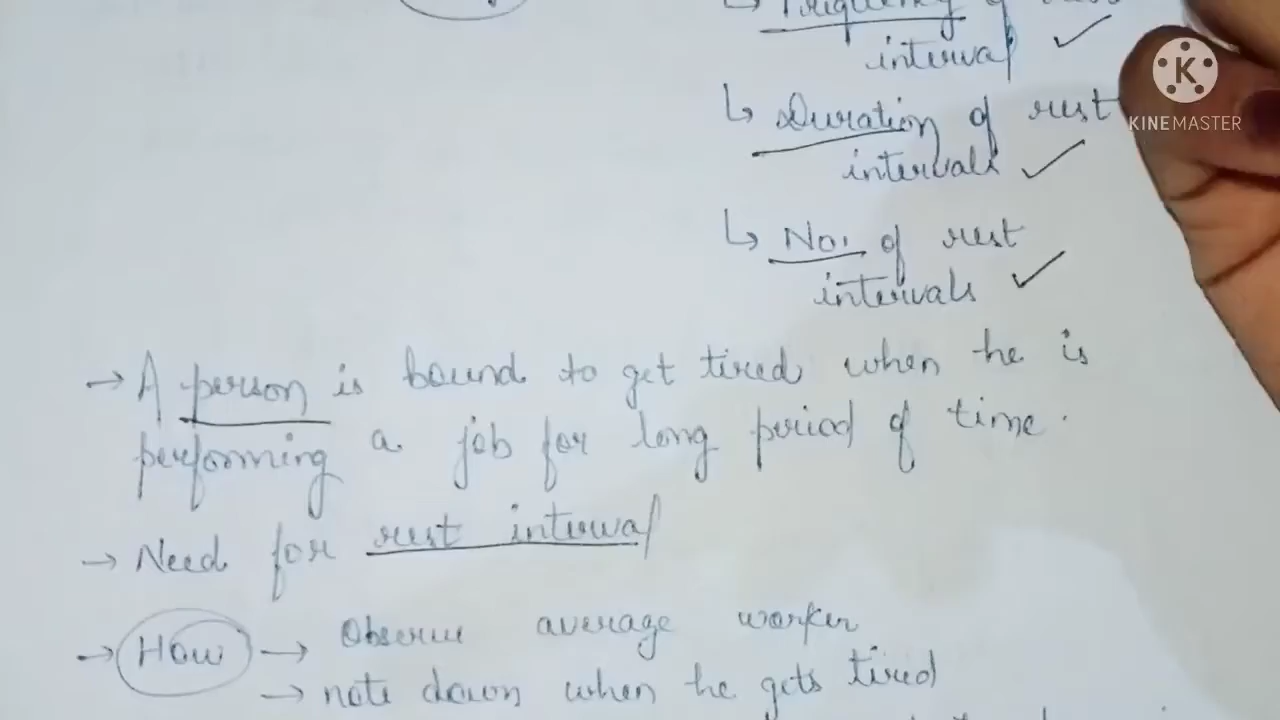 ↳ Frequency of
interval ✓
K
KINEMASTER
↳ Duration of rest
intervals ✓
↳ No. of rest
intervals ✓
→ A person is bound to get tired when he is
performing a job for long period of time.
→ Need for rest interval
→ How → Observe average worker
→ note down when he gets tired